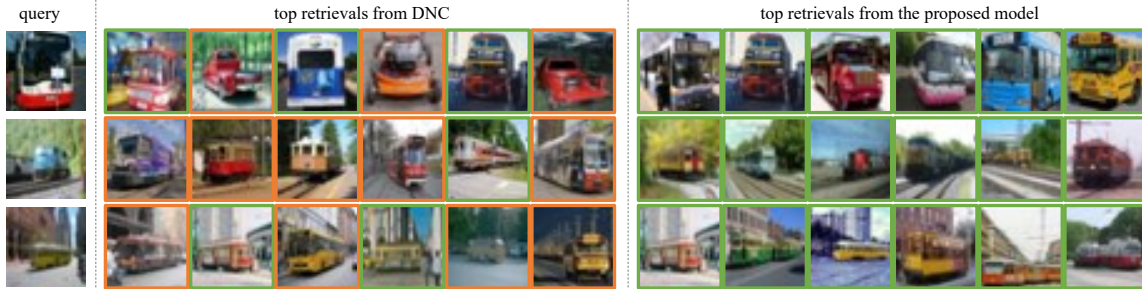 query
top retrievals from DNC
top retrievals from the proposed model